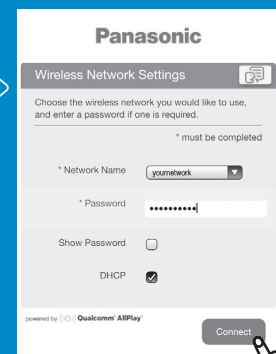 Panasonic
Wireless Network Settings
Choose the wireless network you would like to use,
and enter a password if one is required.
* must be completed
* Network Name
yournetwork
* Password
••••••••••
Show Password
DHCP
powered by Qualcomm® AllPlay™
Connect